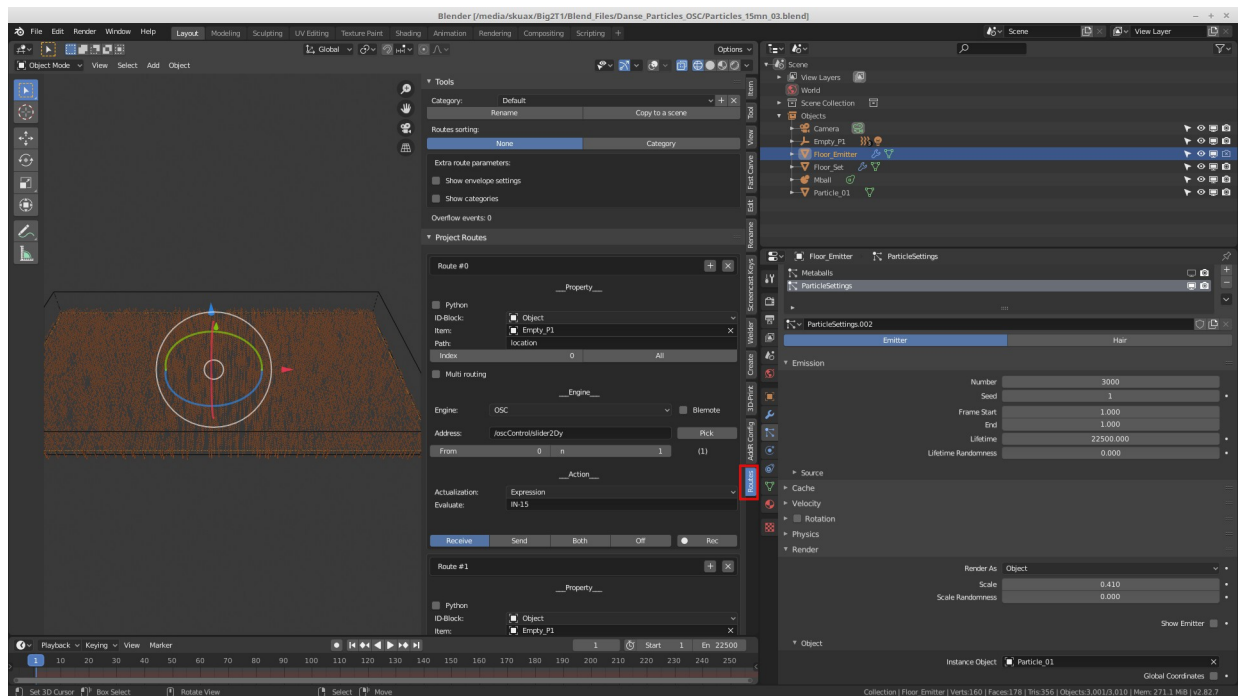 Blender [/media/skuax/Big2T1/Blend_Files/Danse_Particles_OSC/Particles_15mn_03.blend]
File Edit Render Window Help Layout Modeling Sculpting UV Editing Texture Paint Shading Animation Rendering Compositing Scripting + Scene View Layer
Global Options
Object Mode View Select Add Object
Tools
Category: Default
Rename Copy to a scene
Routes sorting:
None Category
Extra route parameters:
Show envelope settings
Show categories
Overflow events: 0
Project Routes
Route #0
__Property__
Python
ID-Block: Object
Item: Empty_P1
Path: location
Index 0 All
Multi routing
__Engine__
Engine: OSC Blemote
Address: /oscControl/slider2Dy Pick
From 0 n 1 (1)
__Action__
Actualization: Expression
Evaluate: IN-15
Receive Send Both Off Rec
Route #1
__Property__
Python
ID-Block: Object
Item: Empty_P1
Item
Tool
View
Fast Carve
Edit
Rename
Screencast Keys
Welder
Create
3D-Print
AddR Config
Routes
Scene
View Layers
World
Scene Collection
Objects
Camera
Empty_P1
Floor_Emitter
Floor_Set
Mball
Particle_01
Floor_Emitter ParticleSettings
Metaballs
ParticleSettings
ParticleSettings.002
Emitter Hair
Emission
Number 3000
Seed 1
Frame Start 1.000
End 1.000
Lifetime 22500.000
Lifetime Randomness 0.000
Source
Cache
Velocity
Rotation
Physics
Render
Render As Object
Scale 0.410
Scale Randomness 0.000
Show Emitter
Object
Instance Object Particle_01
Global Coordinates
Playback Keying View Marker 1 Start 1 En 22500
1 10 20 30 40 50 60 70 80 90 100 110 120 130 140 150 160 170 180 190 200 210 220 230 240 250
Set 3D Cursor Box Select Rotate View Select Move Collection | Floor_Emitter | Verts:160 | Faces:178 | Tris:356 | Objects:3.001/3,010 | Mem: 271.1 MiB | v2.82.7